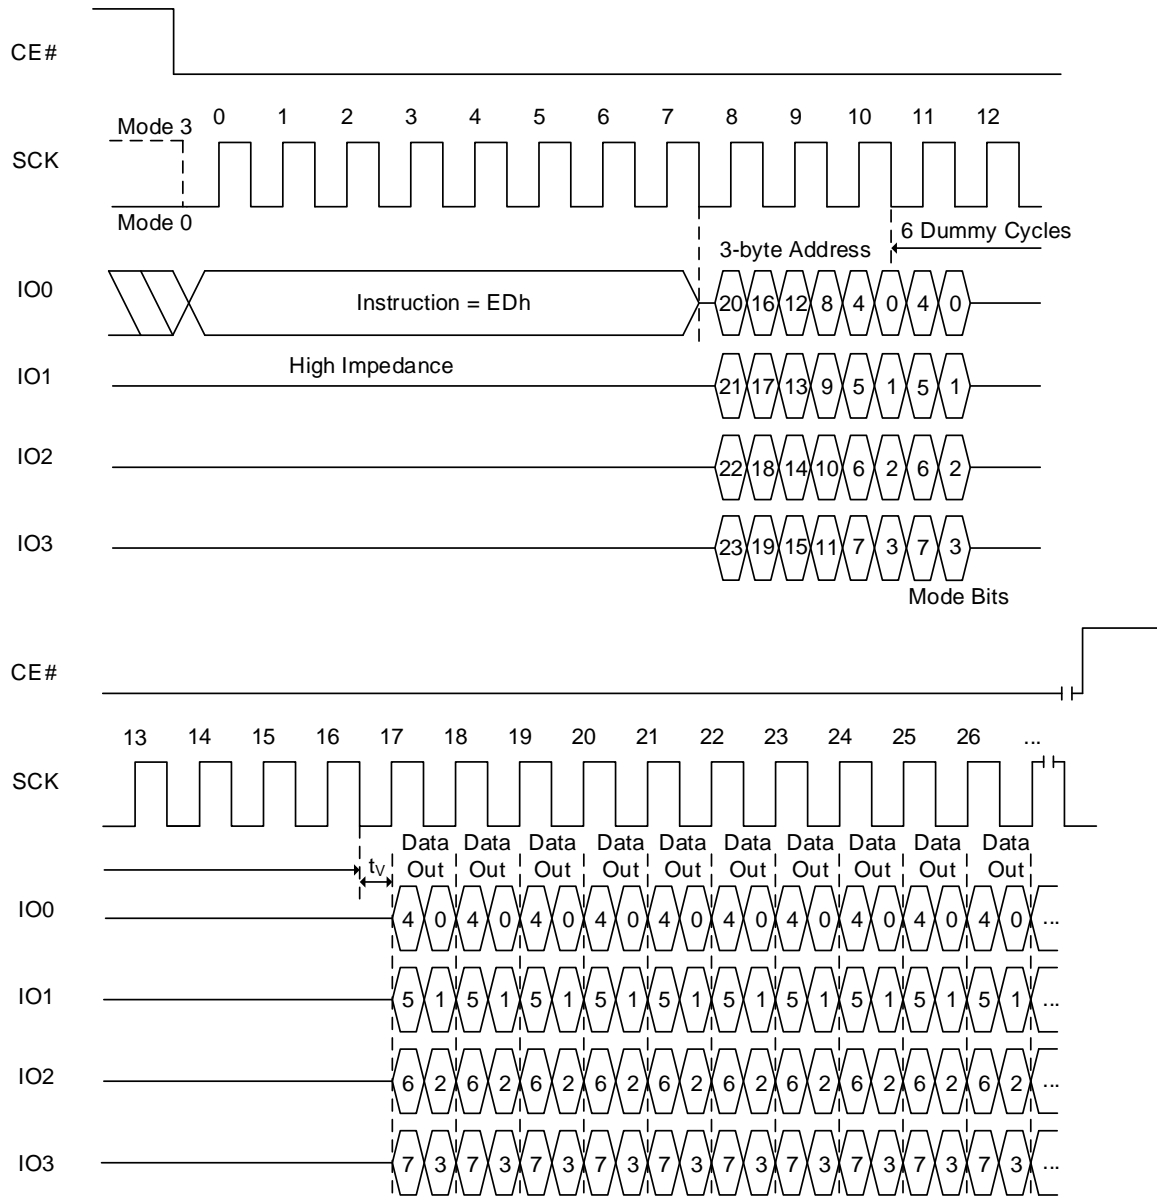 CE#
0 1 2 3 4 5 6 7 8 9 10 11 12
Mode 3
SCK
Mode 0
6 Dummy Cycles
3-byte Address
IO0
Instruction = EDh
20 16 12 8 4 0 4 0
High Impedance
IO1
21 17 13 9 5 1 5 1
IO2
22 18 14 10 6 2 6 2
IO3
23 19 15 11 7 3 7 3
Mode Bits
CE#
13 14 15 16 17 18 19 20 21 22 23 24 25 26 ...
SCK
Data Data Data Data Data Data Data Data Data Data
tV Out Out Out Out Out Out Out Out Out Out
IO0
4 0 4 0 4 0 4 0 4 0 4 0 4 0 4 0 4 0 4 0 ...
IO1
5 1 5 1 5 1 5 1 5 1 5 1 5 1 5 1 5 1 5 1 ...
IO2
6 2 6 2 6 2 6 2 6 2 6 2 6 2 6 2 6 2 6 2 ...
IO3
7 3 7 3 7 3 7 3 7 3 7 3 7 3 7 3 7 3 7 3 ...